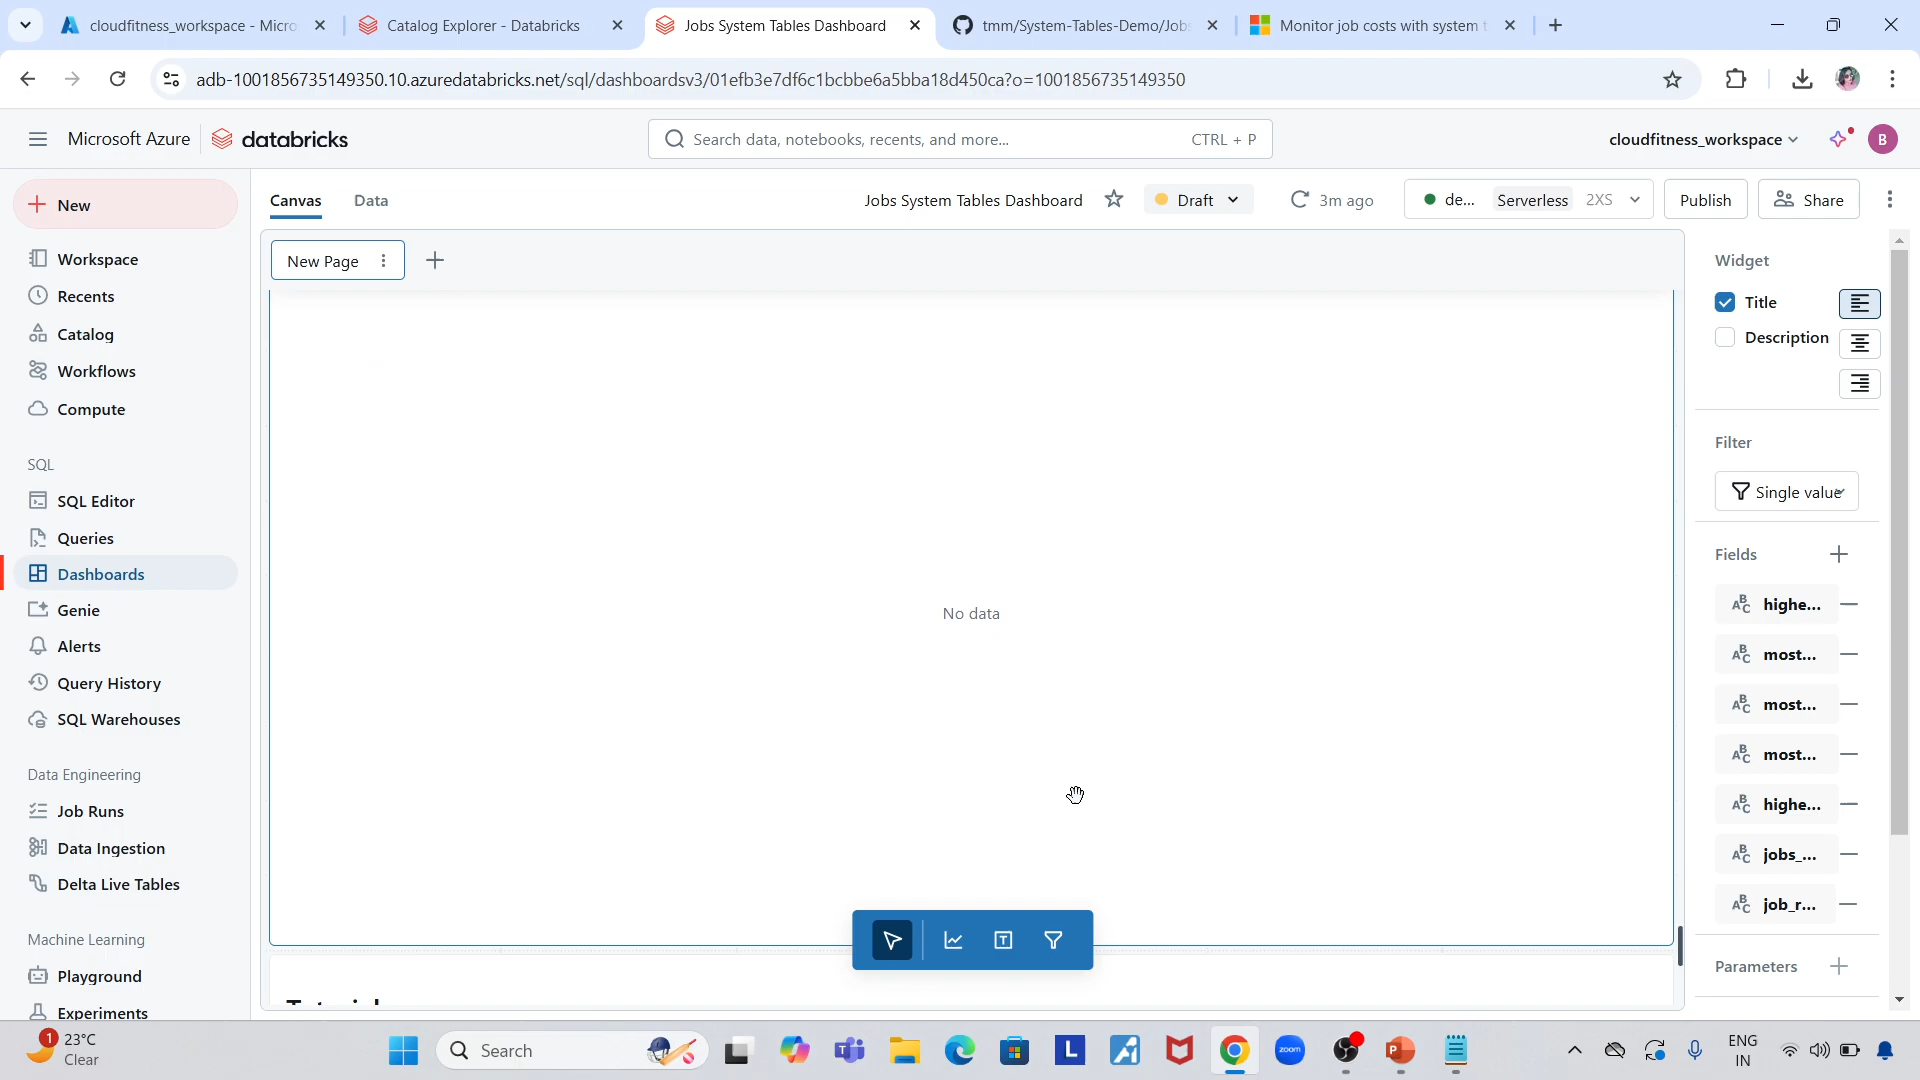 cloudfitness_workspace - Micro
Catalog Explorer - Databricks
Jobs System Tables Dashboard
tmm/System-Tables-Demo/Jobs
Monitor job costs with system t
adb-1001856735149350.10.azuredatabricks.net/sql/dashboardsv3/01efb3e7df6c1bcbbe6a5bba18d450ca?o=1001856735149350
Microsoft Azure
databricks
Search data, notebooks, recents, and more...
CTRL + P
cloudfitness_workspace
B
New
Canvas
Data
Jobs System Tables Dashboard
Draft
3m ago
de...
Serverless
2XS
Publish
Share
Workspace
Recents
Catalog
Workflows
Compute
SQL
SQL Editor
Queries
Dashboards
Genie
Alerts
Query History
SQL Warehouses
Data Engineering
Job Runs
Data Ingestion
Delta Live Tables
Machine Learning
Playground
Experiments
New Page
No data
Widget
Title
Description
Filter
Single value
Fields
highe...
most...
most...
most...
highe...
jobs_...
job_r...
Parameters
1
23°C
Clear
Search
zoom
ENG
IN